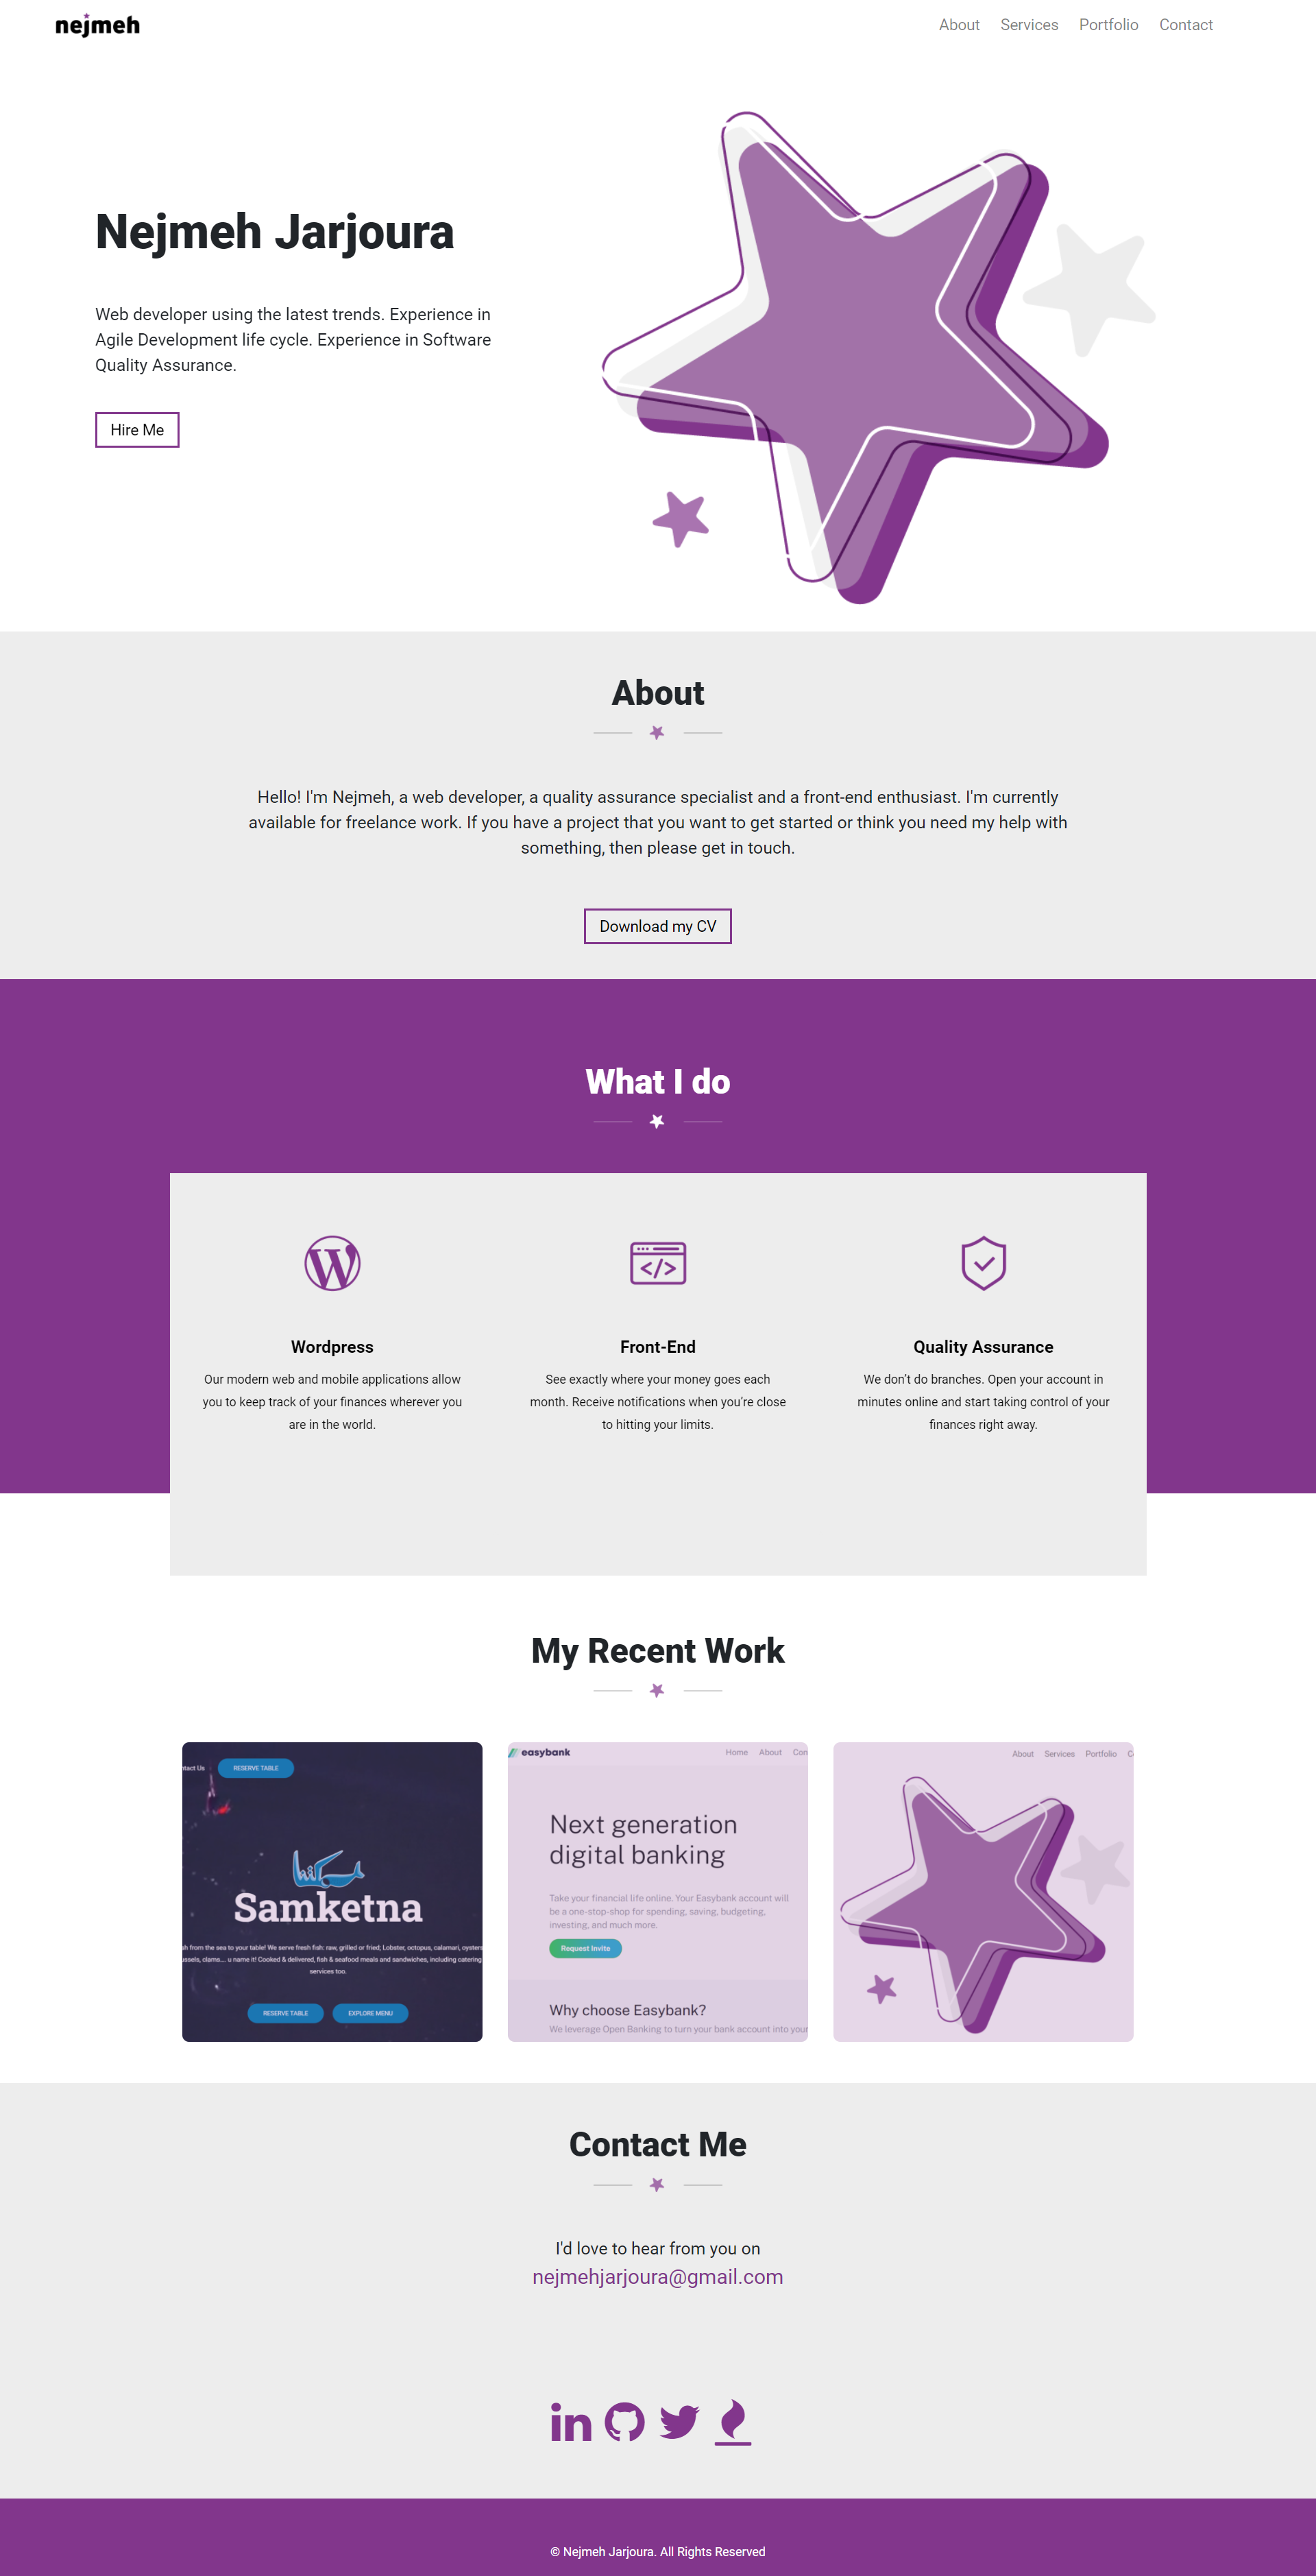 nejmeh
About Services Portfolio Contact
Nejmeh Jarjoura
Web developer using the latest trends. Experience in
Agile Development life cycle. Experience in Software
Quality Assurance.
Hire Me
About
Hello! I'm Nejmeh, a web developer, a quality assurance specialist and a front-end enthusiast. I'm currently
available for freelance work. If you have a project that you want to get started or think you need my help with
something, then please get in touch.
Download my CV
What I do
Wordpress
Our modern web and mobile applications allow
you to keep track of your finances wherever you
are in the world.
Front-End
See exactly where your money goes each
month. Receive notifications when you’re close
to hitting your limits.
Quality Assurance
We don’t do branches. Open your account in
minutes online and start taking control of your
finances right away.
My Recent Work
tact Us RESERVE TABLE
Samketna
sh from the sea to your table! We serve fresh fish: raw, grilled or fried; Lobster, octopus, calamari, oysters
ussels, clams.... u name it! Cooked & delivered, fish & seafood meals and sandwiches, including catering
services too.
RESERVE TABLE EXPLORE MENU
easybank Home About Con
Next generation
digital banking
Take your financial life online. Your Easybank account will
be a one-stop-shop for spending, saving, budgeting,
investing, and much more.
Request Invite
Why choose Easybank?
We leverage Open Banking to turn your bank account into your
About Services Portfolio C
Contact Me
I'd love to hear from you on
nejmehjarjoura@gmail.com
in
© Nejmeh Jarjoura. All Rights Reserved